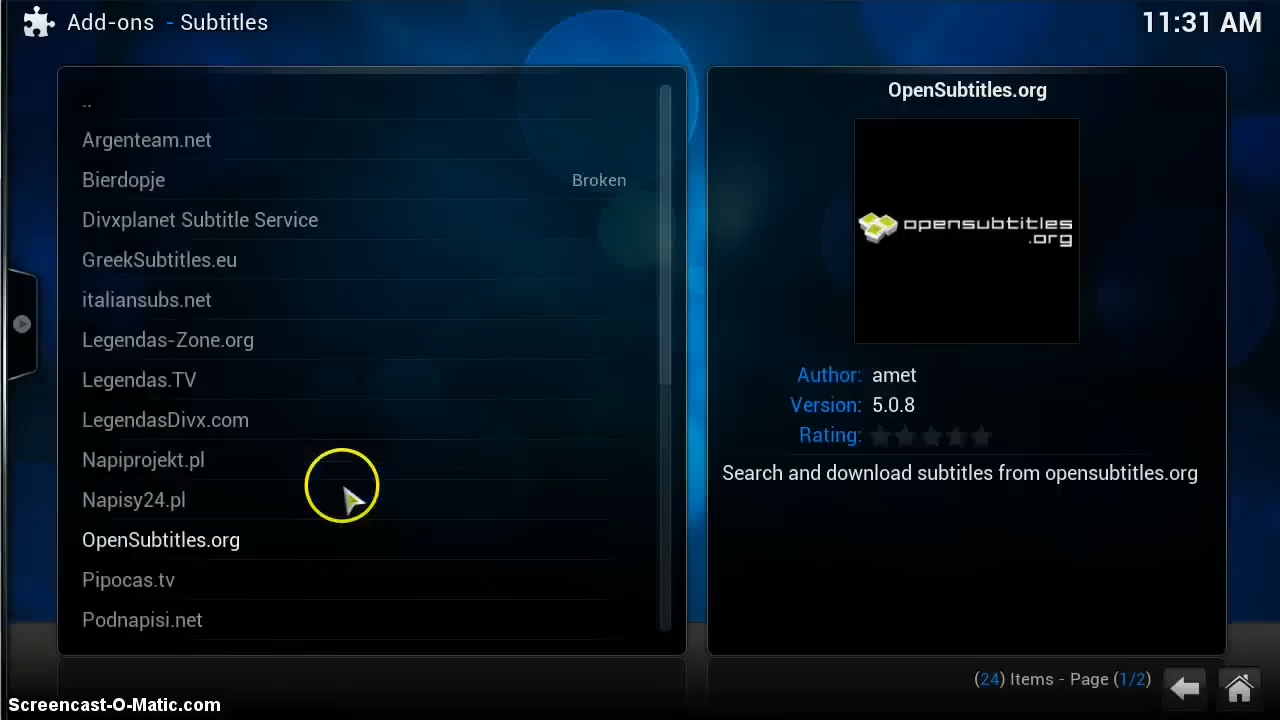 Add-ons - Subtitles
11:31 AM
..
Argenteam.net
Bierdopje Broken
Divxplanet Subtitle Service
GreekSubtitles.eu
italiansubs.net
Legendas-Zone.org
Legendas.TV
LegendasDivx.com
Napiprojekt.pl
Napisy24.pl
OpenSubtitles.org
Pipocas.tv
Podnapisi.net
OpenSubtitles.org
opensubtitles
.org
Author: amet
Version: 5.0.8
Rating:
Search and download subtitles from opensubtitles.org
(24) Items - Page (1/2)
Screencast-O-Matic.com